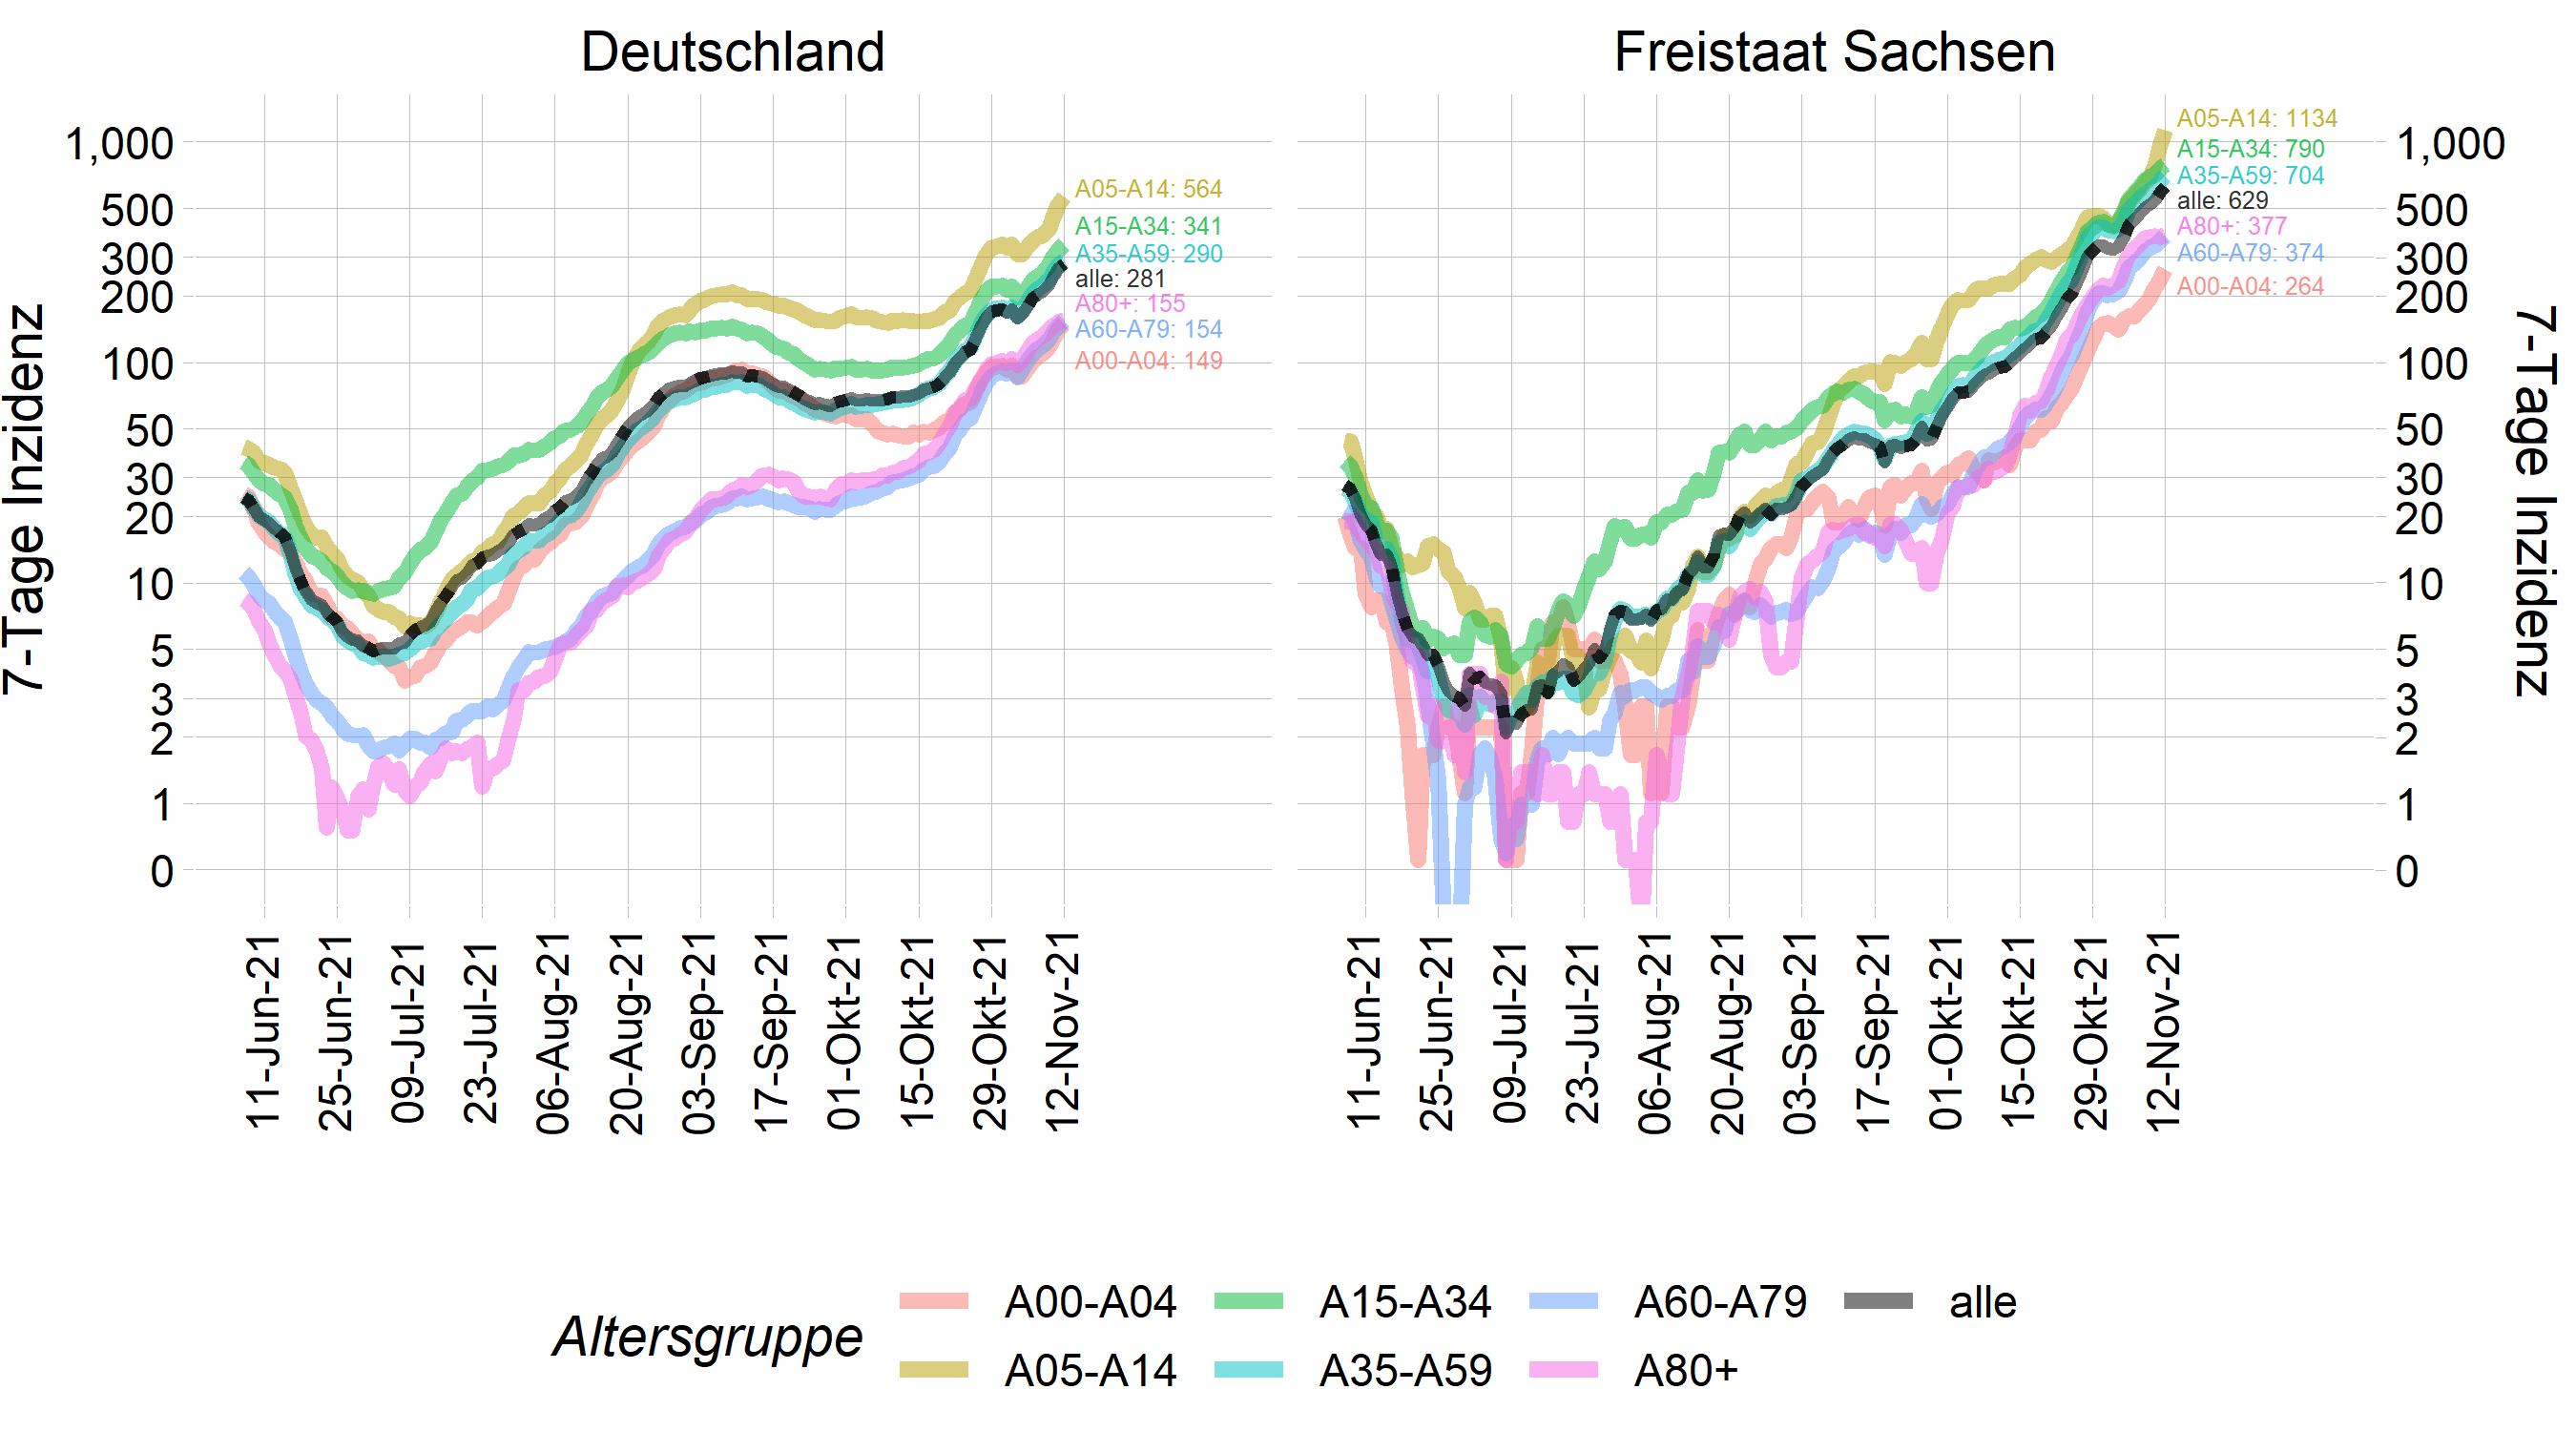 Deutschland
Freistaat Sachsen
7-Tage Inzidenz
1,000
500
300
200
100
50
30
20
10
5
3
2
1
0
A05-A14: 564
A15-A34: 341
A35-A59: 290
alle: 281
A80+: 155
A60-A79: 154
A00-A04: 149
11-Jun-21
25-Jun-21
09-Jul-21
23-Jul-21
06-Aug-21
20-Aug-21
03-Sep-21
17-Sep-21
01-Okt-21
15-Okt-21
29-Okt-21
12-Nov-21
A05-A14: 1134
A15-A34: 790
A35-A59: 704
alle: 629
A80+: 377
A60-A79: 374
A00-A04: 264
1,000
500
300
200
100
50
30
20
10
5
3
2
1
0
7-Tage Inzidenz
11-Jun-21
25-Jun-21
09-Jul-21
23-Jul-21
06-Aug-21
20-Aug-21
03-Sep-21
17-Sep-21
01-Okt-21
15-Okt-21
29-Okt-21
12-Nov-21
Altersgruppe
A00-A04
A15-A34
A60-A79
alle
A05-A14
A35-A59
A80+